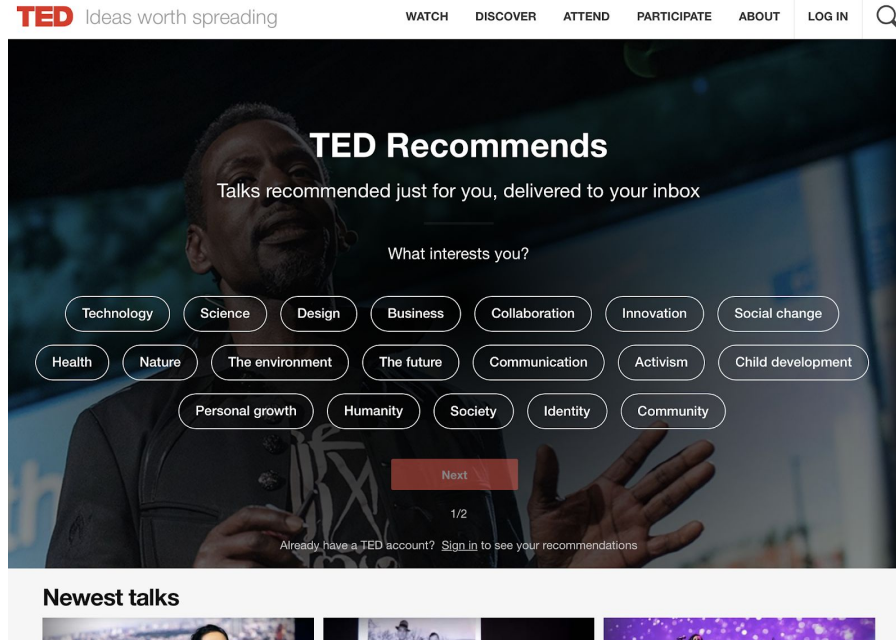 TED Ideas worth spreading WATCH DISCOVER ATTEND PARTICIPATE ABOUT LOG IN
TED Recommends
Talks recommended just for you, delivered to your inbox
What interests you?
Technology Science Design Business Collaboration Innovation Social change
Health Nature The environment The future Communication Activism Child development
Personal growth Humanity Society Identity Community
Next
1/2
Already have a TED account? Sign in to see your recommendations
Newest talks